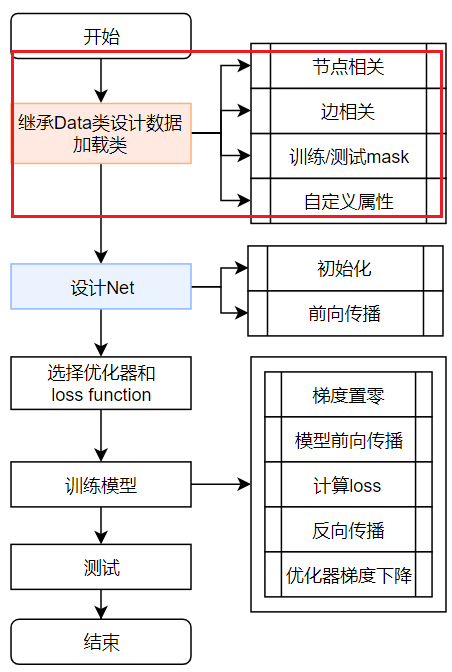 开始
继承Data类设计数据
加载类
节点相关
边相关
训练/测试mask
自定义属性
设计Net
初始化
前向传播
选择优化器和
loss function
训练模型
梯度置零
模型前向传播
计算loss
反向传播
优化器梯度下降
测试
结束